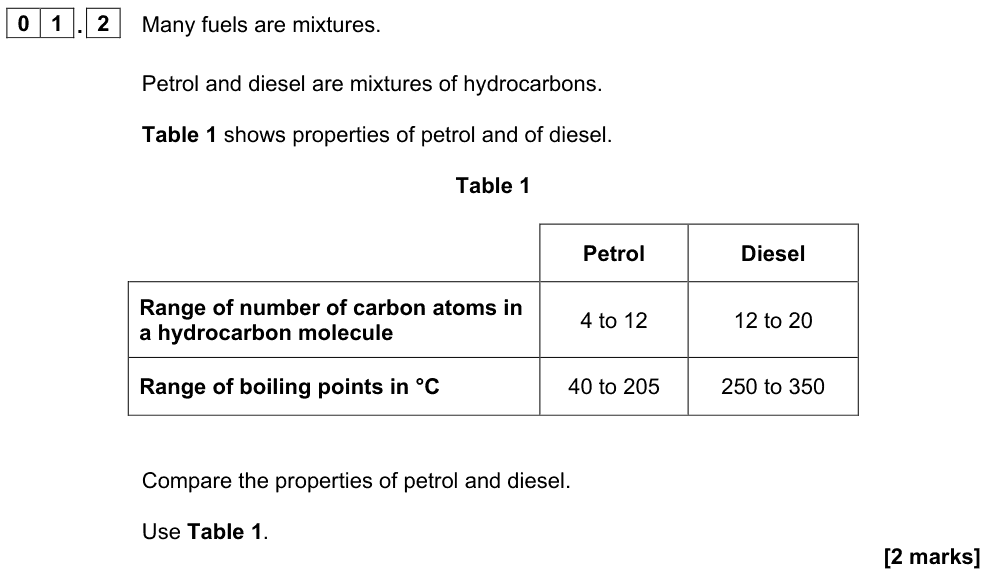 0 1 . 2 Many fuels are mixtures.
Petrol and diesel are mixtures of hydrocarbons.
Table 1 shows properties of petrol and of diesel.
Table 1
Petrol Diesel
Range of number of carbon atoms in
a hydrocarbon molecule 4 to 12 12 to 20
Range of boiling points in °C 40 to 205 250 to 350
Compare the properties of petrol and diesel.
Use Table 1.
[2 marks]